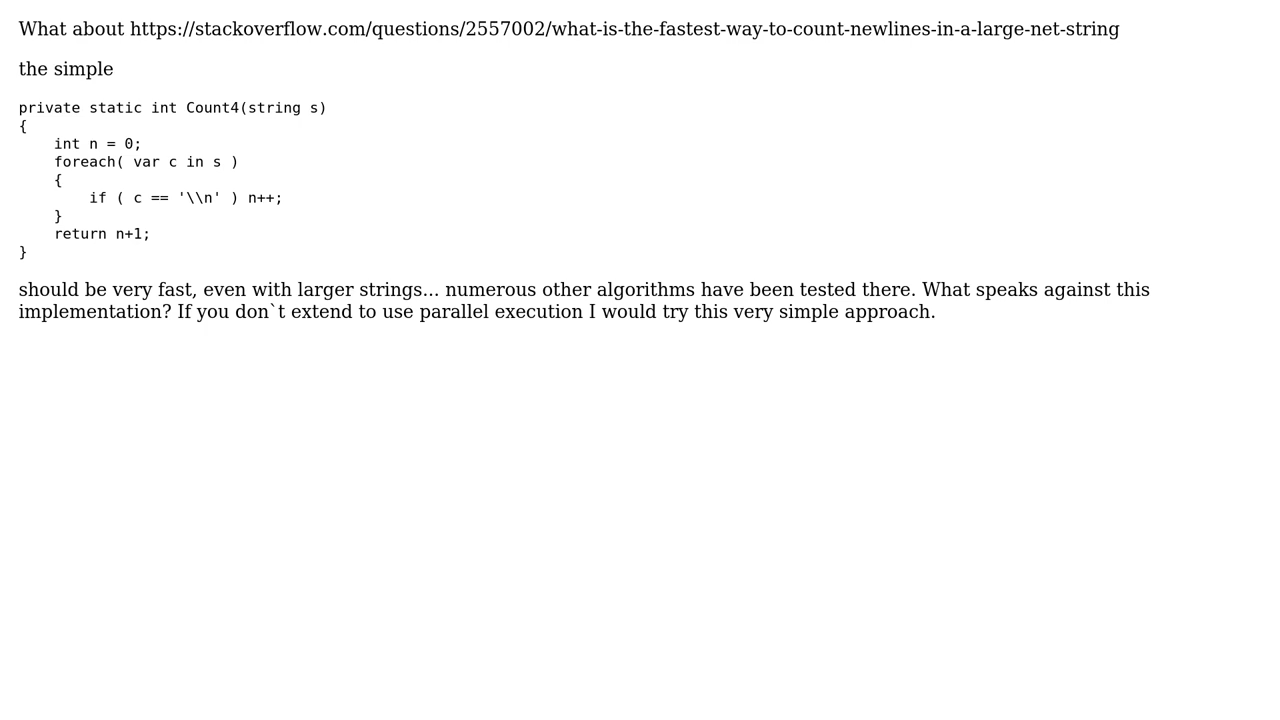 What about https://stackoverflow.com/questions/2557002/what-is-the-fastest-way-to-count-newlines-in-a-large-net-string
the simple
private static int Count4(string s)
{
    int n = 0;
    foreach( var c in s )
    {
        if ( c == '\\n' ) n++;
    }
    return n+1;
}
should be very fast, even with larger strings... numerous other algorithms have been tested there. What speaks against this
implementation? If you don`t extend to use parallel execution I would try this very simple approach.